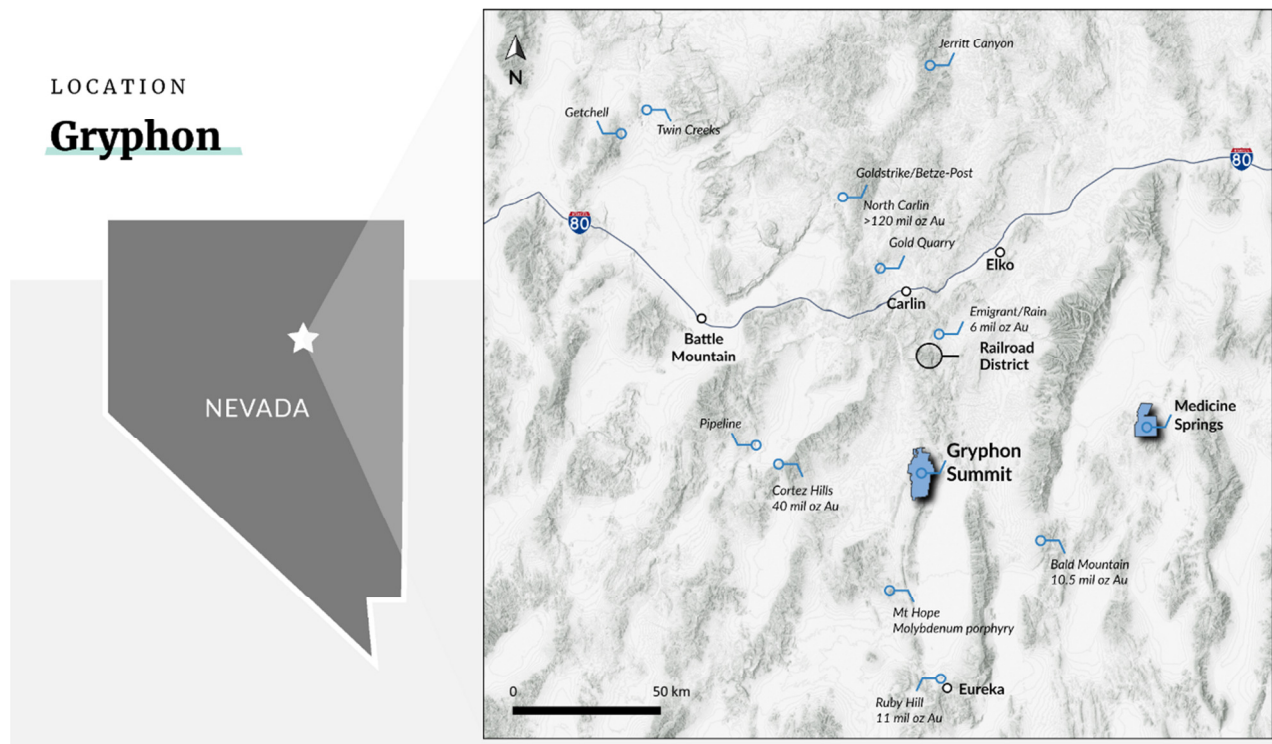 LOCATION
Gryphon
NEVADA
N
Jerritt Canyon
Getchell
Twin Creeks
80
Goldstrike/Betze-Post
North Carlin
>120 mil oz Au
80
Gold Quarry
Elko
Carlin
Emigrant/Rain
6 mil oz Au
Battle
Mountain
Railroad
District
Medicine
Springs
Pipeline
Gryphon
Summit
Cortez Hills
40 mil oz Au
Bald Mountain
10.5 mil oz Au
Mt Hope
Molybdenum porphyry
0 50 km
Eureka
Ruby Hill
11 mil oz Au